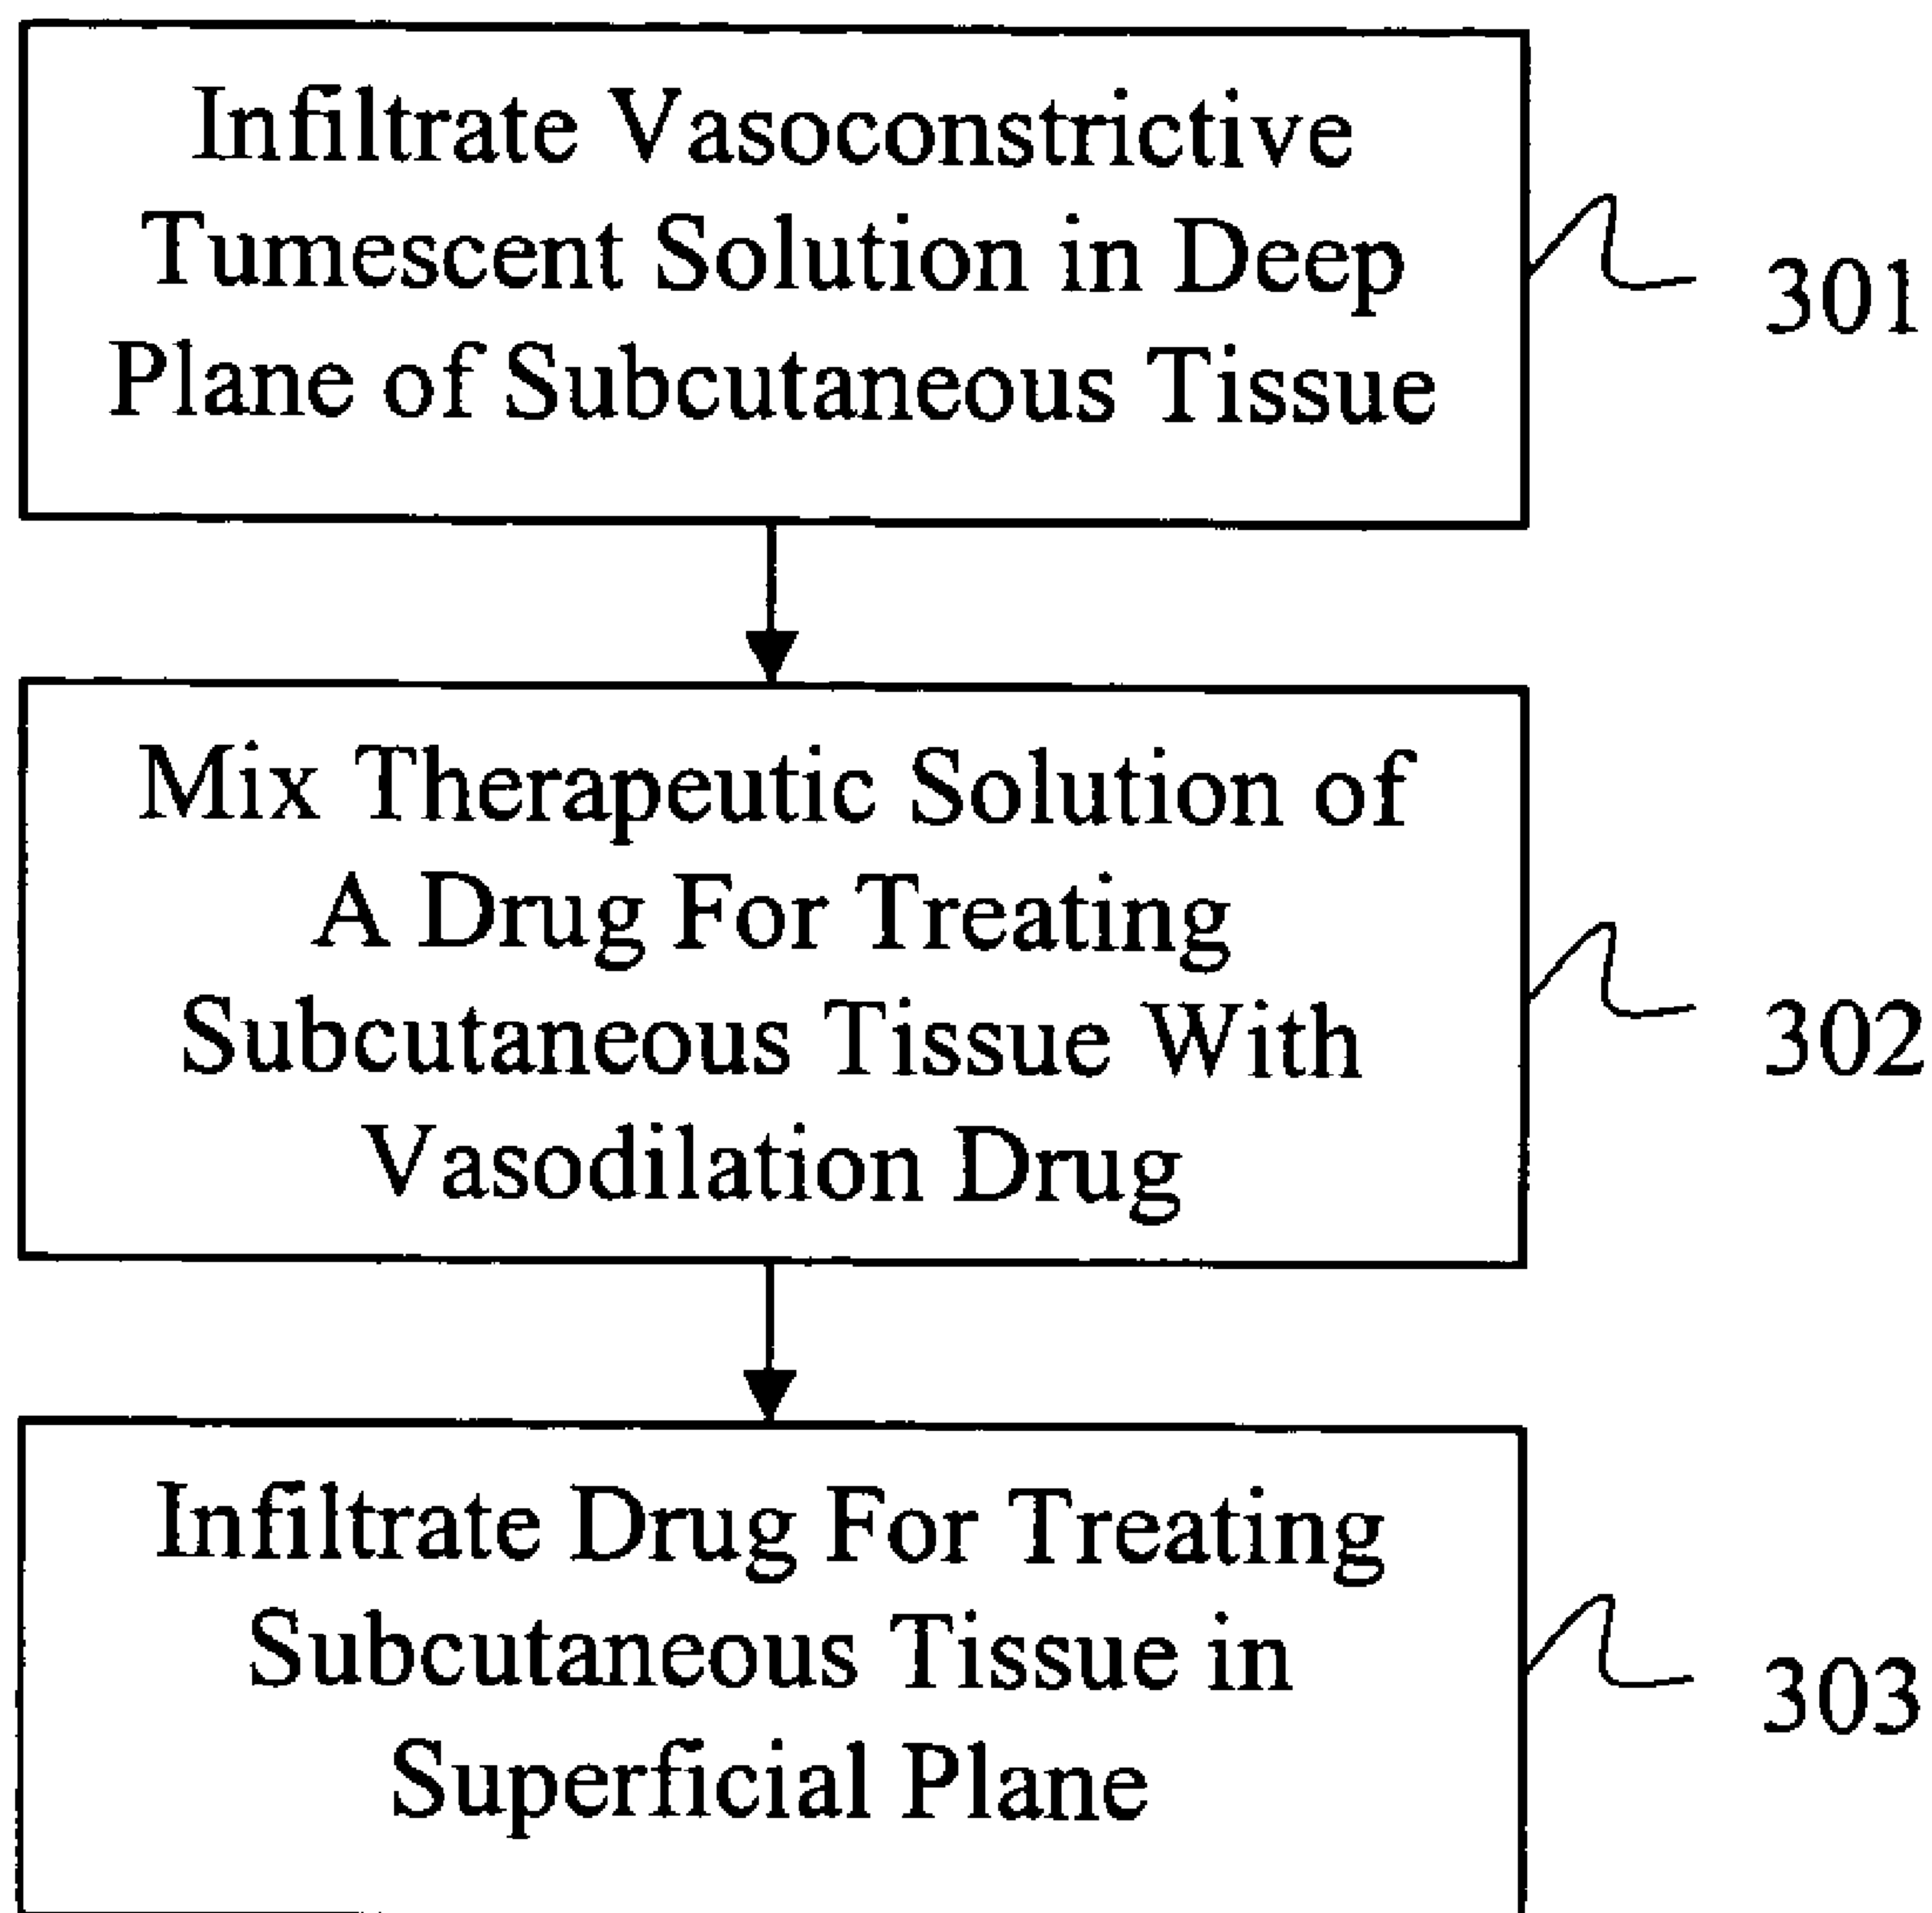 Infiltrate Vasoconstrictive
Tumescent Solution in Deep
Plane of Subcutaneous Tissue
301
Mix Therapeutic Solution of
A Drug For Treating
Subcutaneous Tissue With
Vasodilation Drug
302
Infiltrate Drug For Treating
Subcutaneous Tissue in
Superficial Plane
303